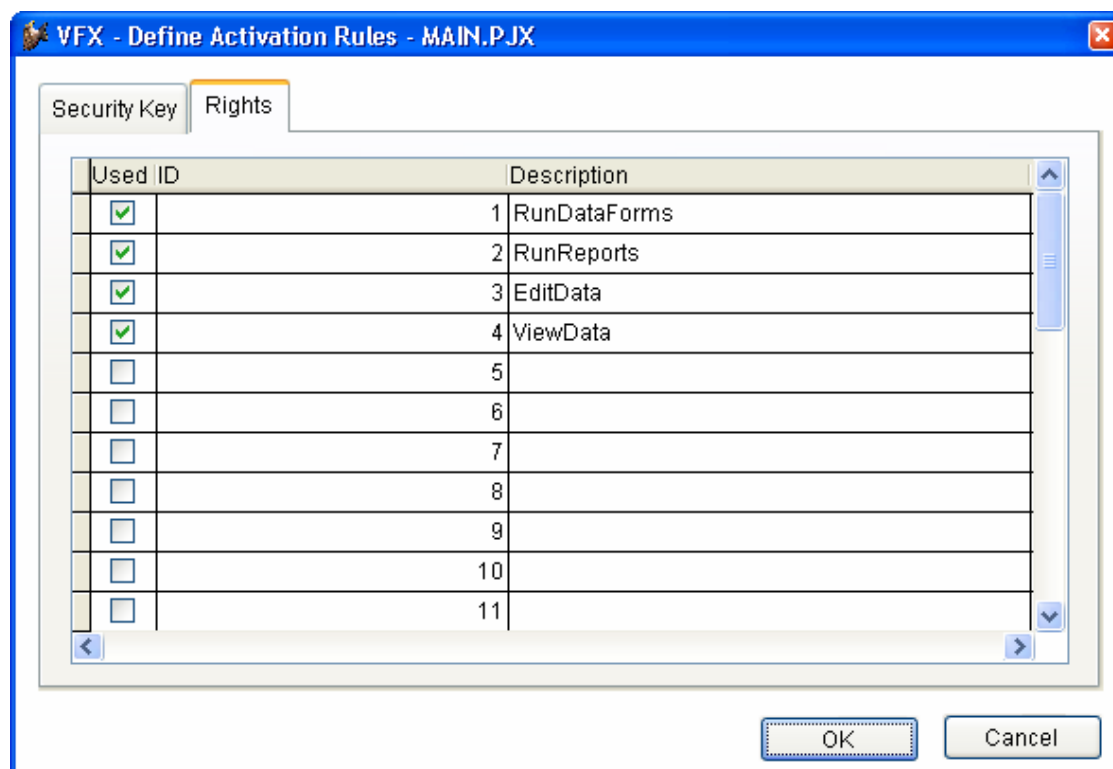 VFX - Define Activation Rules - MAIN.PJX
Security Key Rights
Used ID Description
1 RunDataForms
2 RunReports
3 EditData
4 ViewData
5
6
7
8
9
10
11
OK Cancel